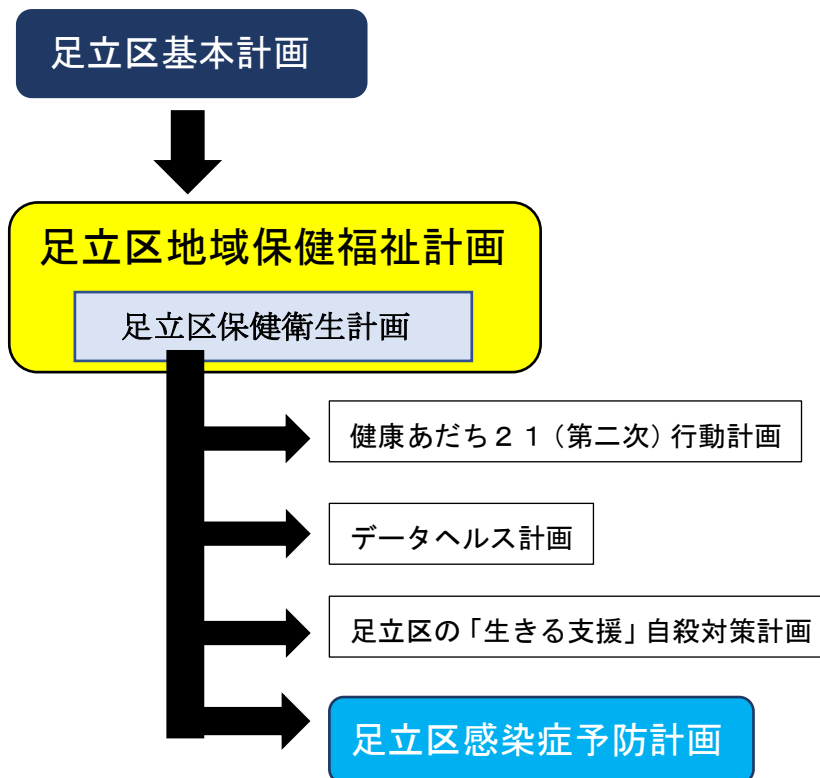 足立区基本計画
足立区地域保健福祉計画
足立区保健衛生計画
健康あだち２１（第二次）行動計画
データヘルス計画
足立区の「生きる支援」自殺対策計画
足立区感染症予防計画